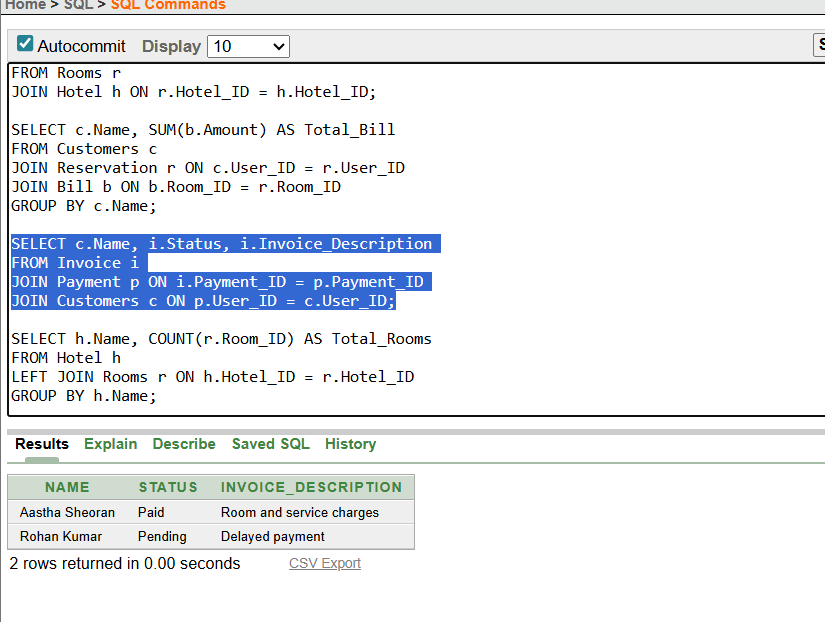 Home > SQL > SQL Commands
Autocommit Display 10
FROM Rooms r
JOIN Hotel h ON r.Hotel_ID = h.Hotel_ID;
SELECT c.Name, SUM(b.Amount) AS Total_Bill
FROM Customers c
JOIN Reservation r ON c.User_ID = r.User_ID
JOIN Bill b ON b.Room_ID = r.Room_ID
GROUP BY c.Name;
SELECT c.Name, i.Status, i.Invoice_Description
FROM Invoice i
JOIN Payment p ON i.Payment_ID = p.Payment_ID
JOIN Customers c ON p.User_ID = c.User_ID;
SELECT h.Name, COUNT(r.Room_ID) AS Total_Rooms
FROM Hotel h
LEFT JOIN Rooms r ON h.Hotel_ID = r.Hotel_ID
GROUP BY h.Name;
Results Explain Describe Saved SQL History
NAME STATUS INVOICE_DESCRIPTION
Aastha Sheoran Paid Room and service charges
Rohan Kumar Pending Delayed payment
2 rows returned in 0.00 seconds CSV Export